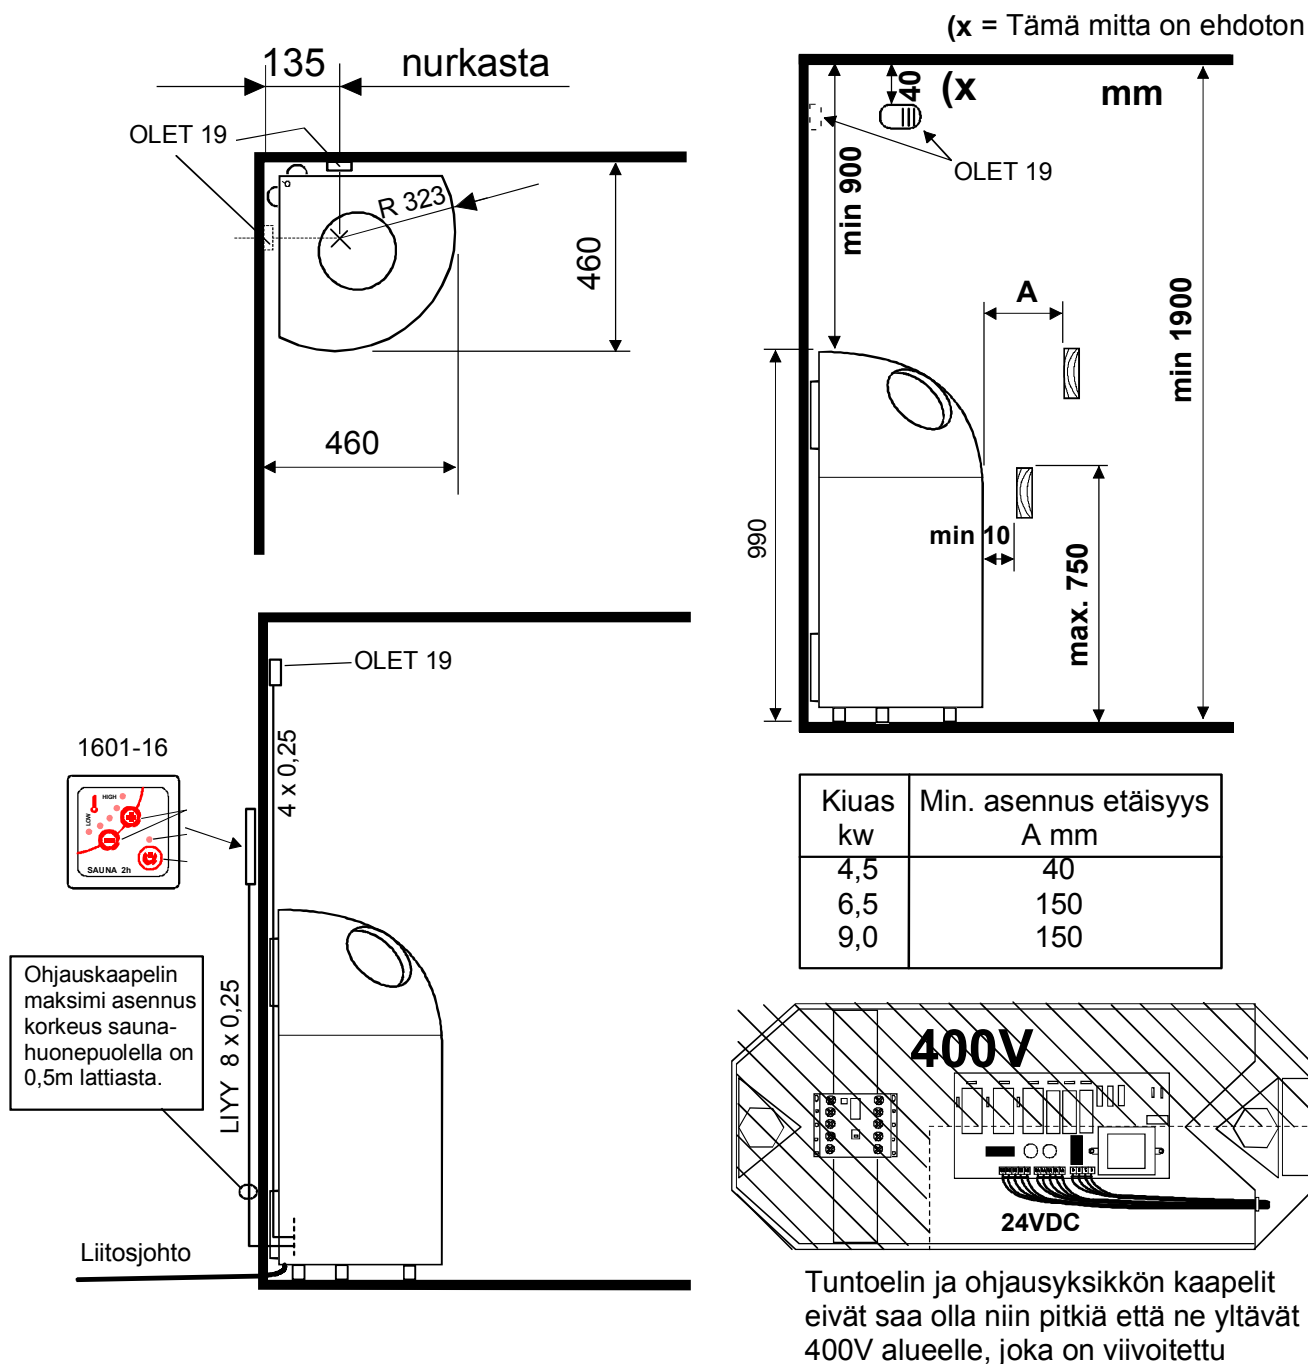 (x = Tämä mitta on ehdoton
135 nurkasta
OLET 19
R 323
460
460
40
(x
mm
OLET 19
min 900
A
min 1900
990
min 10
max. 750
OLET 19
4 x 0,25
1601-16
HIGH
LOW
SAUNA 2h
Ohjauskaapelin
maksimi asennus
korkeus sauna-
huonepuolella on
0,5m lattiasta.
LIYY 8 x 0,25
Liitosjohto
Kiuas Min. asennus etäisyys
kw A mm
4,5 40
6,5 150
9,0 150
400V
24VDC
Tuntoelin ja ohjausyksikkön kaapelit
eivät saa olla niin pitkiä että ne yltävät
400V alueelle, joka on viivoitettu